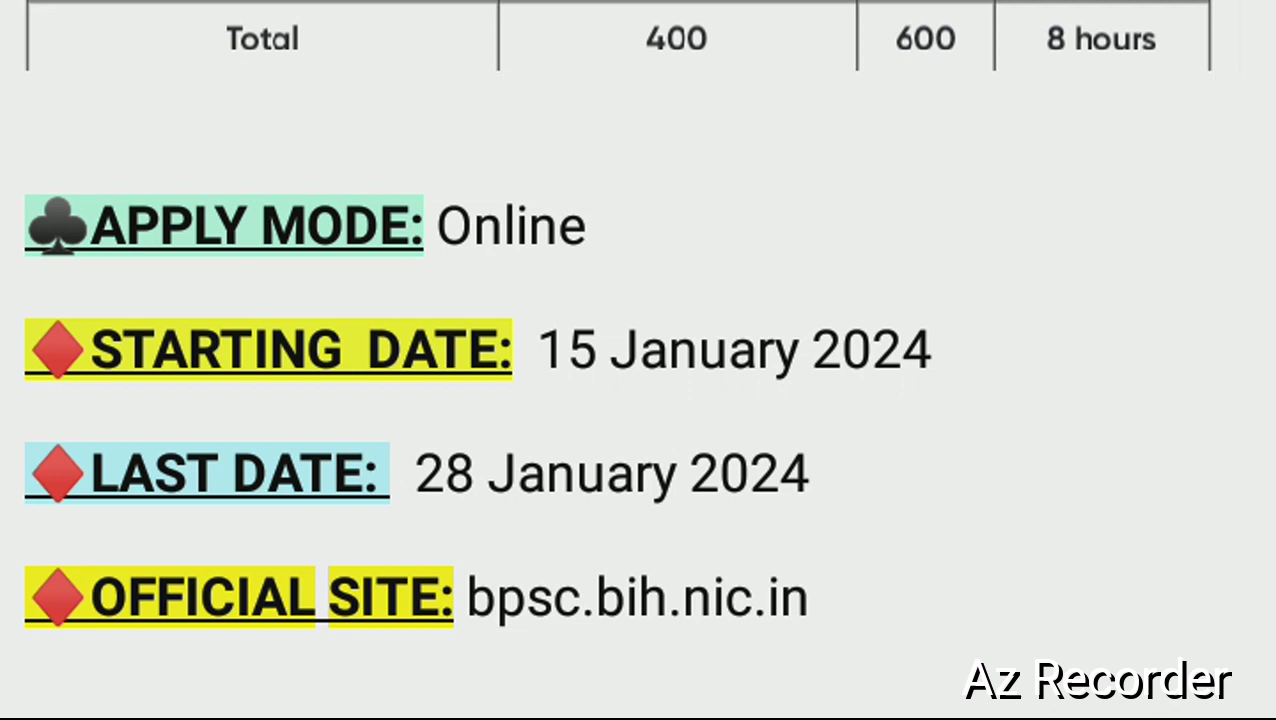 Total 400 600 8 hours
♣️APPLY MODE: Online
♦️STARTING DATE: 15 January 2024
♦️LAST DATE: 28 January 2024
♦️OFFICIAL SITE: bpsc.bih.nic.in
Az Recorder